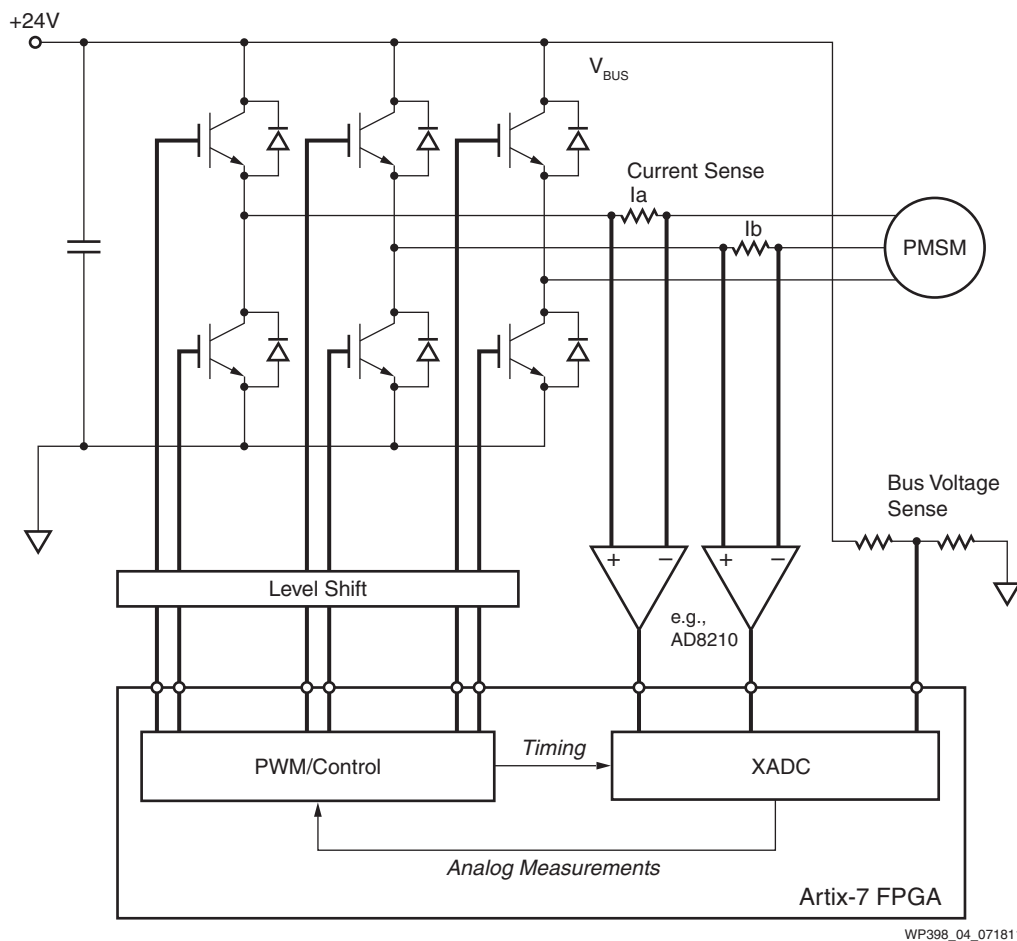 +24V
VBUS
Current Sense
Ia
Ib
PMSM
Bus Voltage
Sense
+ −
+ −
Level Shift
e.g.,
AD8210
Timing
PWM/Control
XADC
Analog Measurements
Artix-7 FPGA
WP398_04_071811